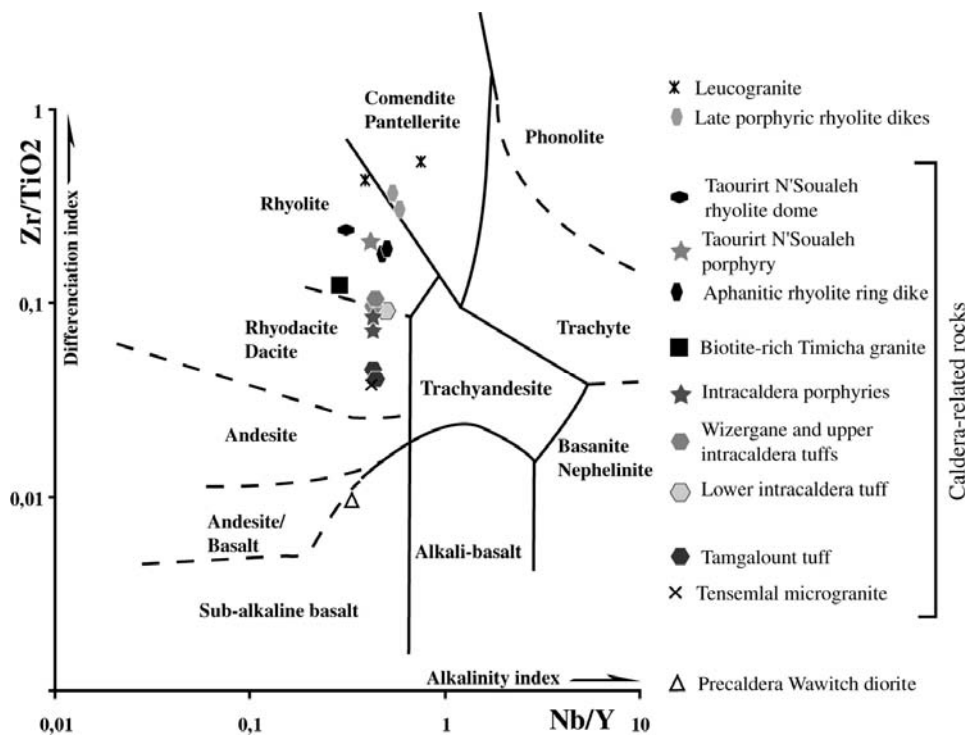 1
Zr/TiO2
Differenciation index
0,1
0,01
0,01
0,1
1
Nb/Y
10
Alkalinity index
Comendite
Pantellerite
Phonolite
Rhyolite
Rhyodacite
Dacite
Trachyte
Trachyandesite
Andesite
Basanite
Nephelinite
Andesite/
Basalt
Alkali-basalt
Sub-alkaline basalt
Leucogranite
Late porphyric rhyolite dikes
Taourirt N'Soualeh
rhyolite dome
Taourirt N'Soualeh
porphyry
Aphanitic rhyolite ring dike
Biotite-rich Timicha granite
Intracaldera porphyries
Wizergane and upper
intracaldera tuffs
Lower intracaldera tuff
Tamgalount tuff
Tensemlal microgranite
Caldera-related rocks
Precaldera Wawitch diorite